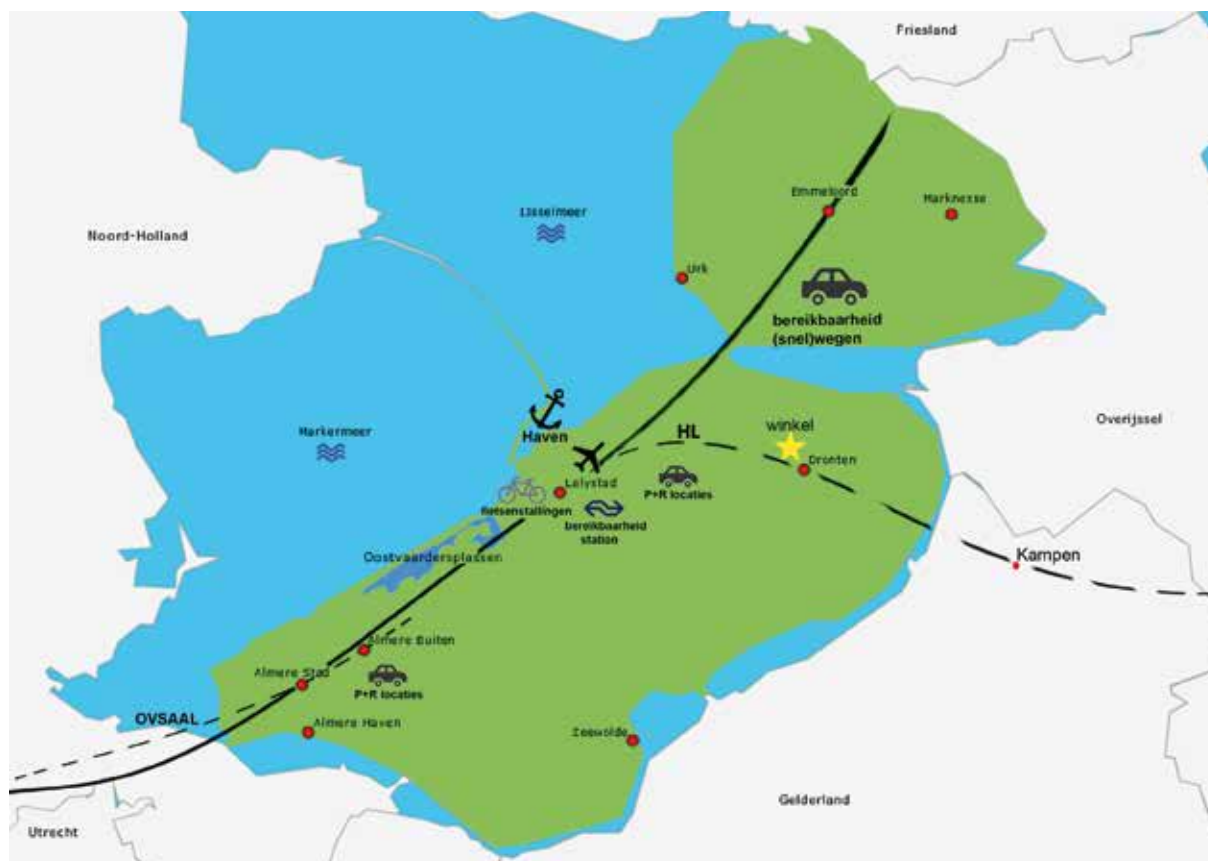 Friesland
Emmeloord
Marknesse
IJsselmeer
Noord-Holland
Urk
bereikbaarheid
(snel)wegen
Overijssel
winkel
HL
Markermeer
Haven
Dronten
Lelystad
P+R locaties
fietsenstallingen
bereikbaarheid
station
Oostvaardersplassen
Kampen
Almere Buiten
Almere Stad
P+R locaties
OVSAAL
Almere Haven
Zeewolde
Gelderland
Utrecht